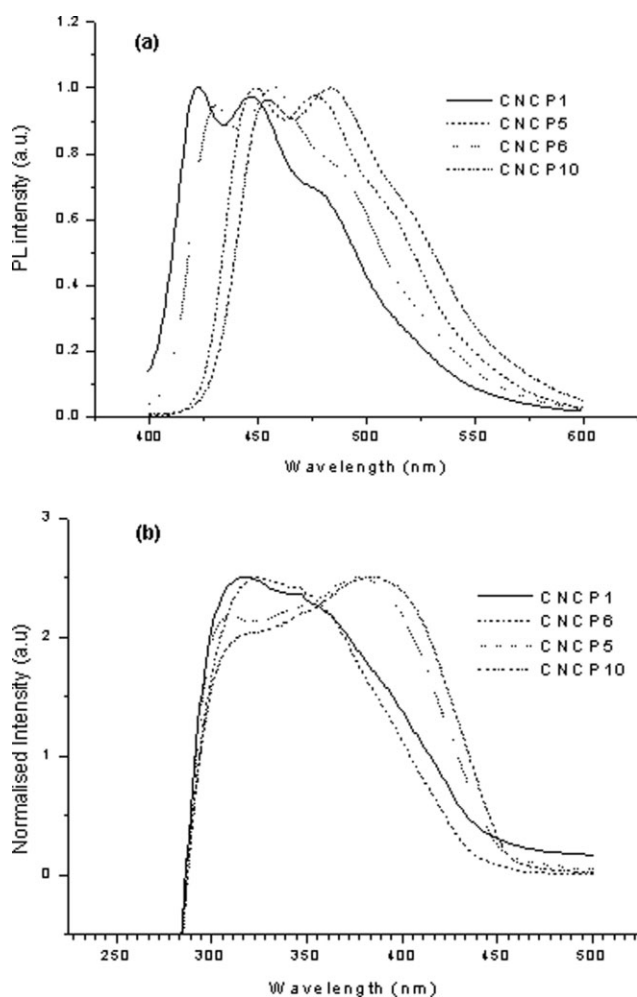 (a)
1.0
0.8
0.6
0.4
0.2
0.0
PL intensity (a.u.)
CNCP1
CNCP5
CNCP6
CNCP10
400
450
500
550
600
Wavelength (nm)
(b)
3
2
1
0
Normalised Intensity (a.u)
CNCP1
CNCP6
CNCP5
CNCP10
250
300
350
400
450
500
Wavelength (nm)